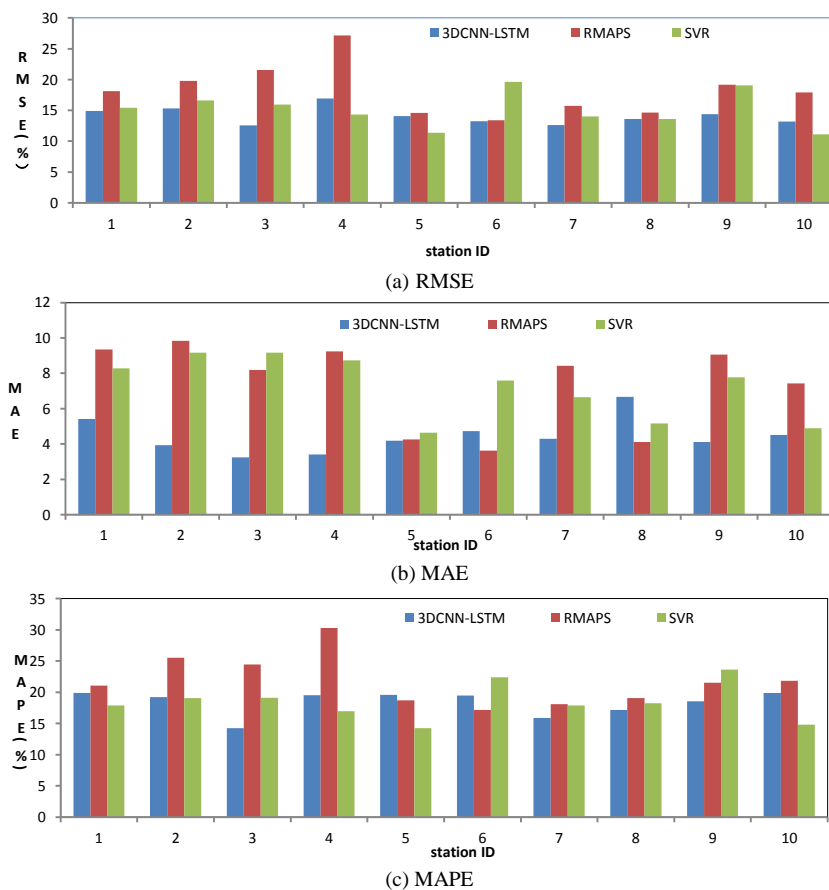 30
25
20
15
10
5
0
RMSE(%)
3DCNN-LSTM RMAPS SVR
1 2 3 4 5 6 7 8 9 10
station ID
(a) RMSE
12
10
8
6
4
2
0
MAE
3DCNN-LSTM RMAPS SVR
1 2 3 4 5 6 7 8 9 10
station ID
(b) MAE
35
30
25
20
15
10
5
0
MAPE(%)
3DCNN-LSTM RMAPS SVR
1 2 3 4 5 6 7 8 9 10
station ID
(c) MAPE